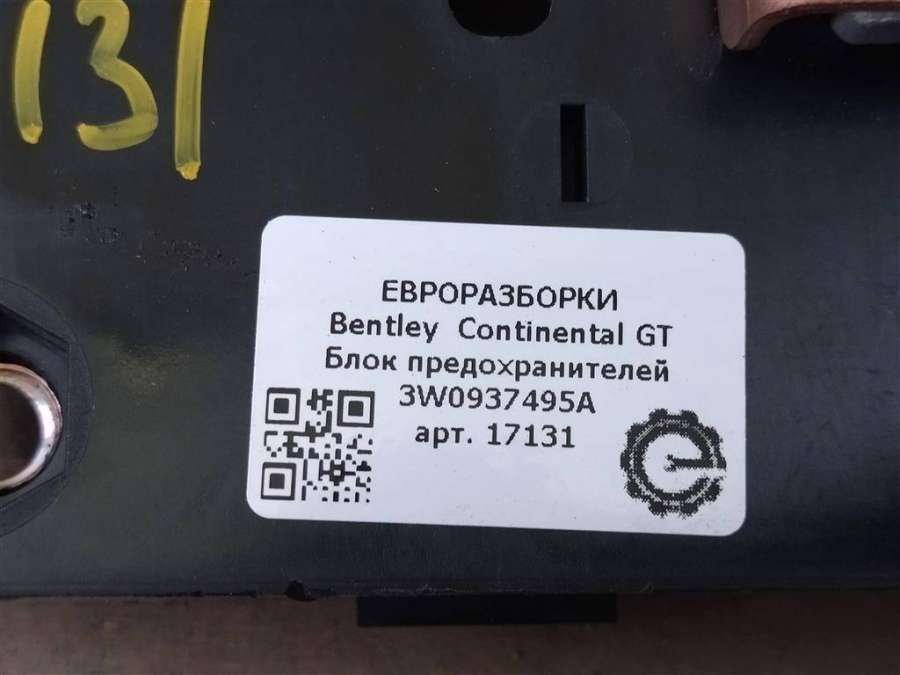 131
ЕВРОРАЗБОРКИ
Bentley Continental GT
Блок предохранителей
3W0937495A
арт. 17131